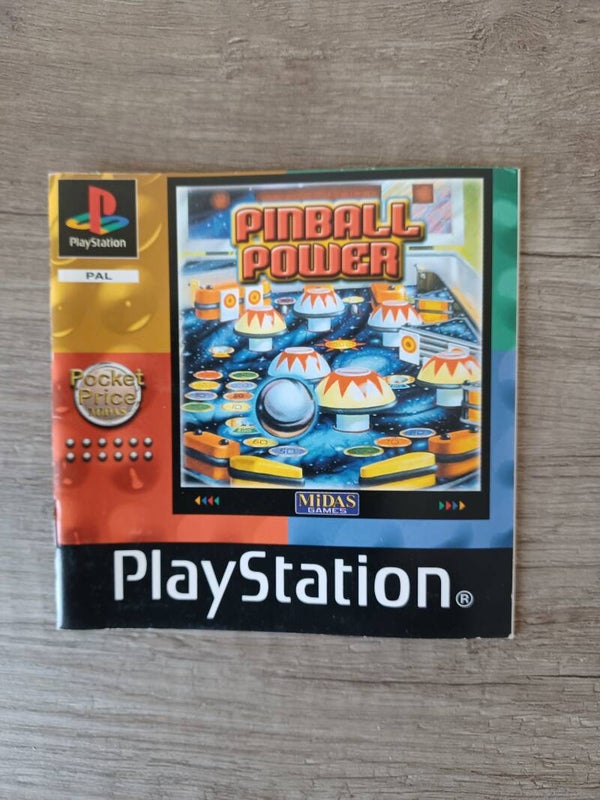 PlayStation
PAL
PINBALL
POWER
Pocket
Price
MIDAS
MiDAS
GAMES
PlayStation®